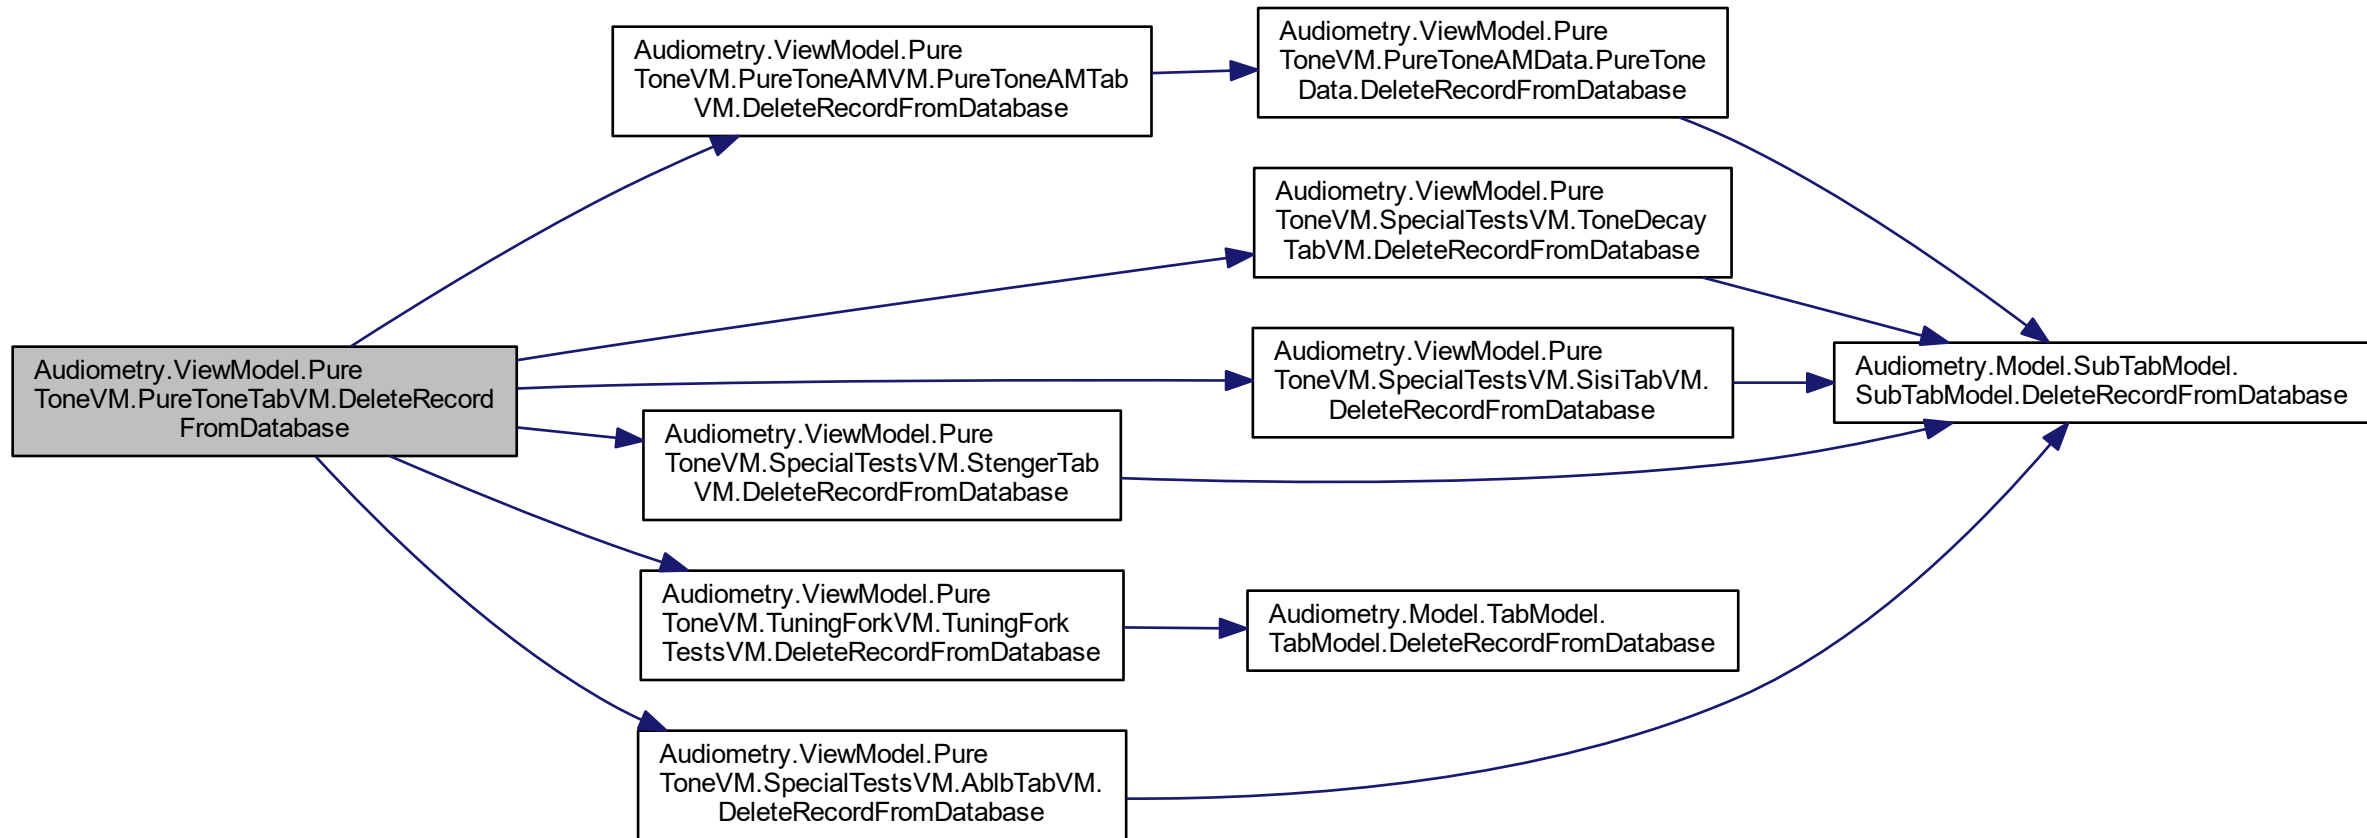 Audiometry.ViewModel.Pure
ToneVM.PureToneTabVM.DeleteRecord
FromDatabase
Audiometry.ViewModel.Pure
ToneVM.PureToneAMVM.PureToneAMTab
VM.DeleteRecordFromDatabase
Audiometry.ViewModel.Pure
ToneVM.PureToneAMData.PureTone
Data.DeleteRecordFromDatabase
Audiometry.ViewModel.Pure
ToneVM.SpecialTestsVM.ToneDecay
TabVM.DeleteRecordFromDatabase
Audiometry.ViewModel.Pure
ToneVM.SpecialTestsVM.SisiTabVM.
DeleteRecordFromDatabase
Audiometry.Model.SubTabModel.
SubTabModel.DeleteRecordFromDatabase
Audiometry.ViewModel.Pure
ToneVM.SpecialTestsVM.StengerTab
VM.DeleteRecordFromDatabase
Audiometry.ViewModel.Pure
ToneVM.TuningForkVM.TuningFork
TestsVM.DeleteRecordFromDatabase
Audiometry.Model.TabModel.
TabModel.DeleteRecordFromDatabase
Audiometry.ViewModel.Pure
ToneVM.SpecialTestsVM.AblbTabVM.
DeleteRecordFromDatabase